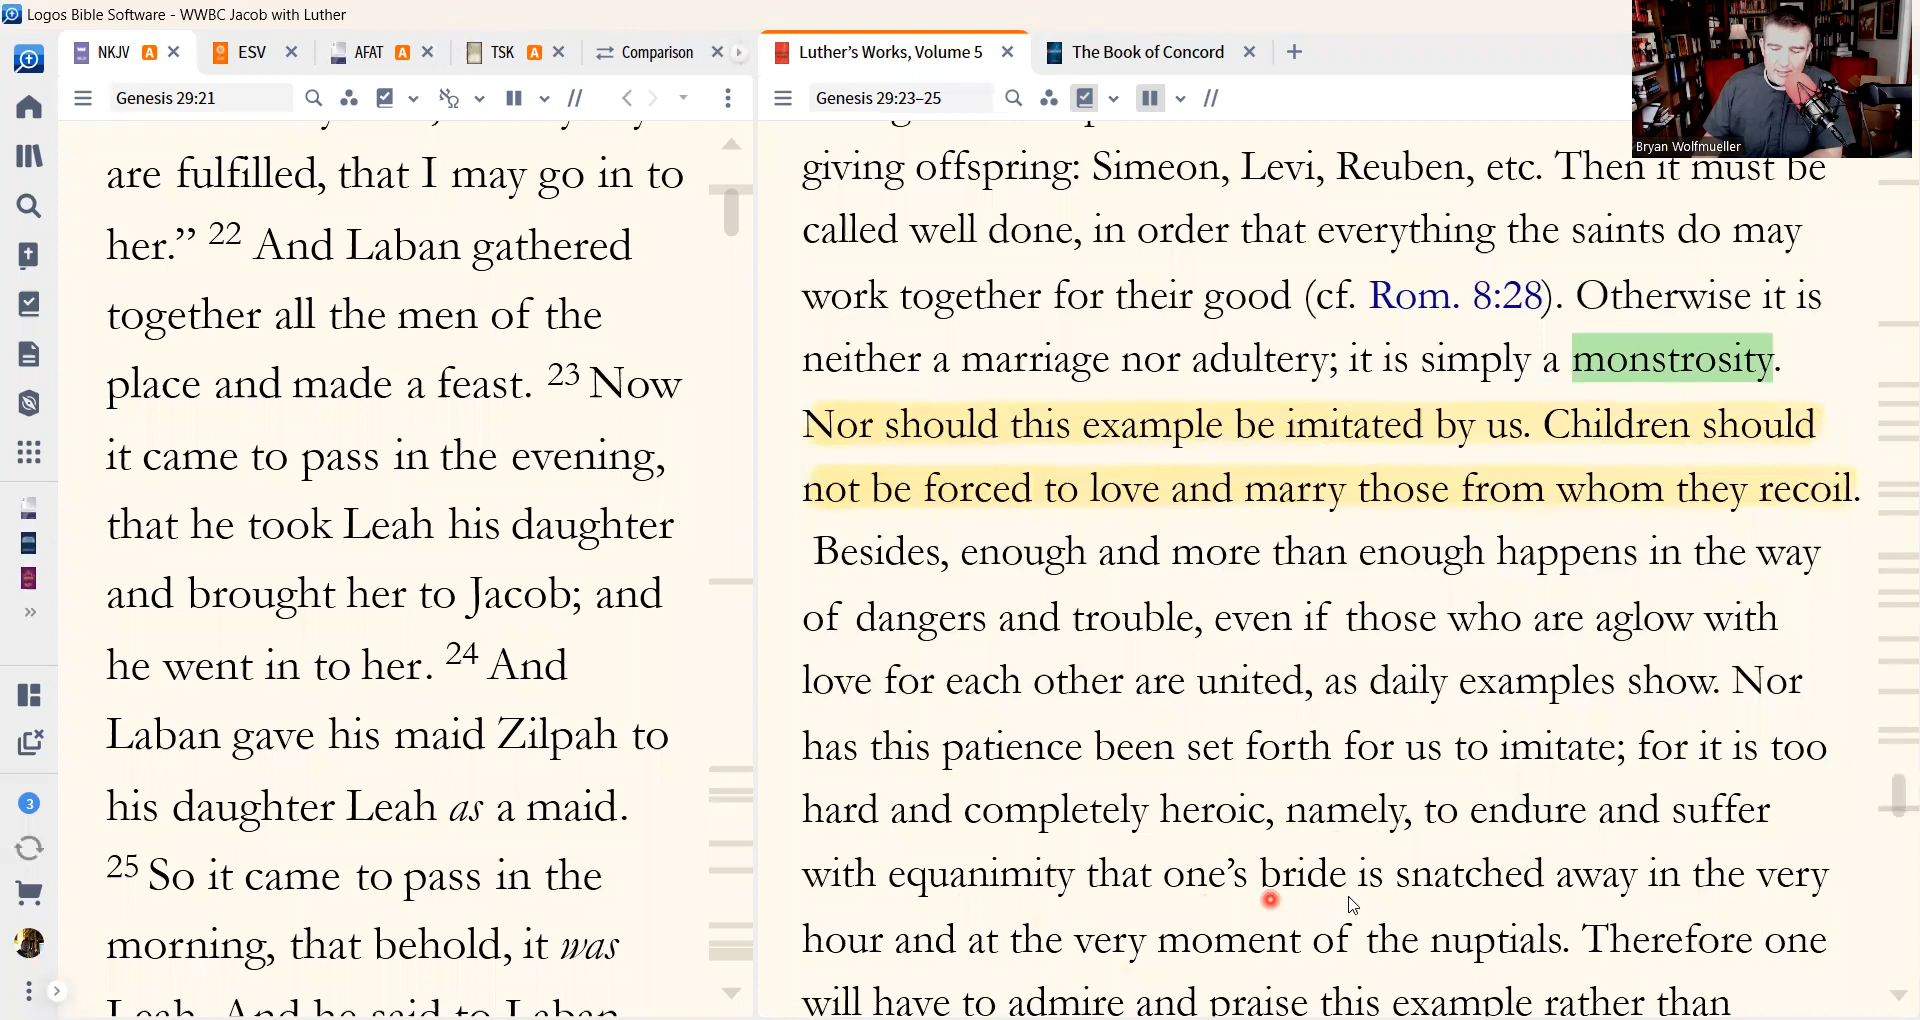 Logos Bible Software - WWBC Jacob with Luther
NKJV A
ESV
AFAT A
TSK A
Comparison
Genesis 29:21
are fulfilled, that I may go in to
her.” 22 And Laban gathered
together all the men of the
place and made a feast. 23 Now
it came to pass in the evening,
that he took Leah his daughter
and brought her to Jacob; and
he went in to her. 24 And
Laban gave his maid Zilpah to
his daughter Leah as a maid.
25 So it came to pass in the
morning, that behold, it was
Leah. And he said to Laban,
Luther’s Works, Volume 5
The Book of Concord
Genesis 29:23–25
giving offspring: Simeon, Levi, Reuben, etc. Then it must be
called well done, in order that everything the saints do may
work together for their good (cf. Rom. 8:28). Otherwise it is
neither a marriage nor adultery; it is simply a monstrosity.
Nor should this example be imitated by us. Children should
not be forced to love and marry those from whom they recoil.
Besides, enough and more than enough happens in the way
of dangers and trouble, even if those who are aglow with
love for each other are united, as daily examples show. Nor
has this patience been set forth for us to imitate; for it is too
hard and completely heroic, namely, to endure and suffer
with equanimity that one’s bride is snatched away in the very
hour and at the very moment of the nuptials. Therefore one
will have to admire and praise this example rather than
Bryan Wolfmueller
3